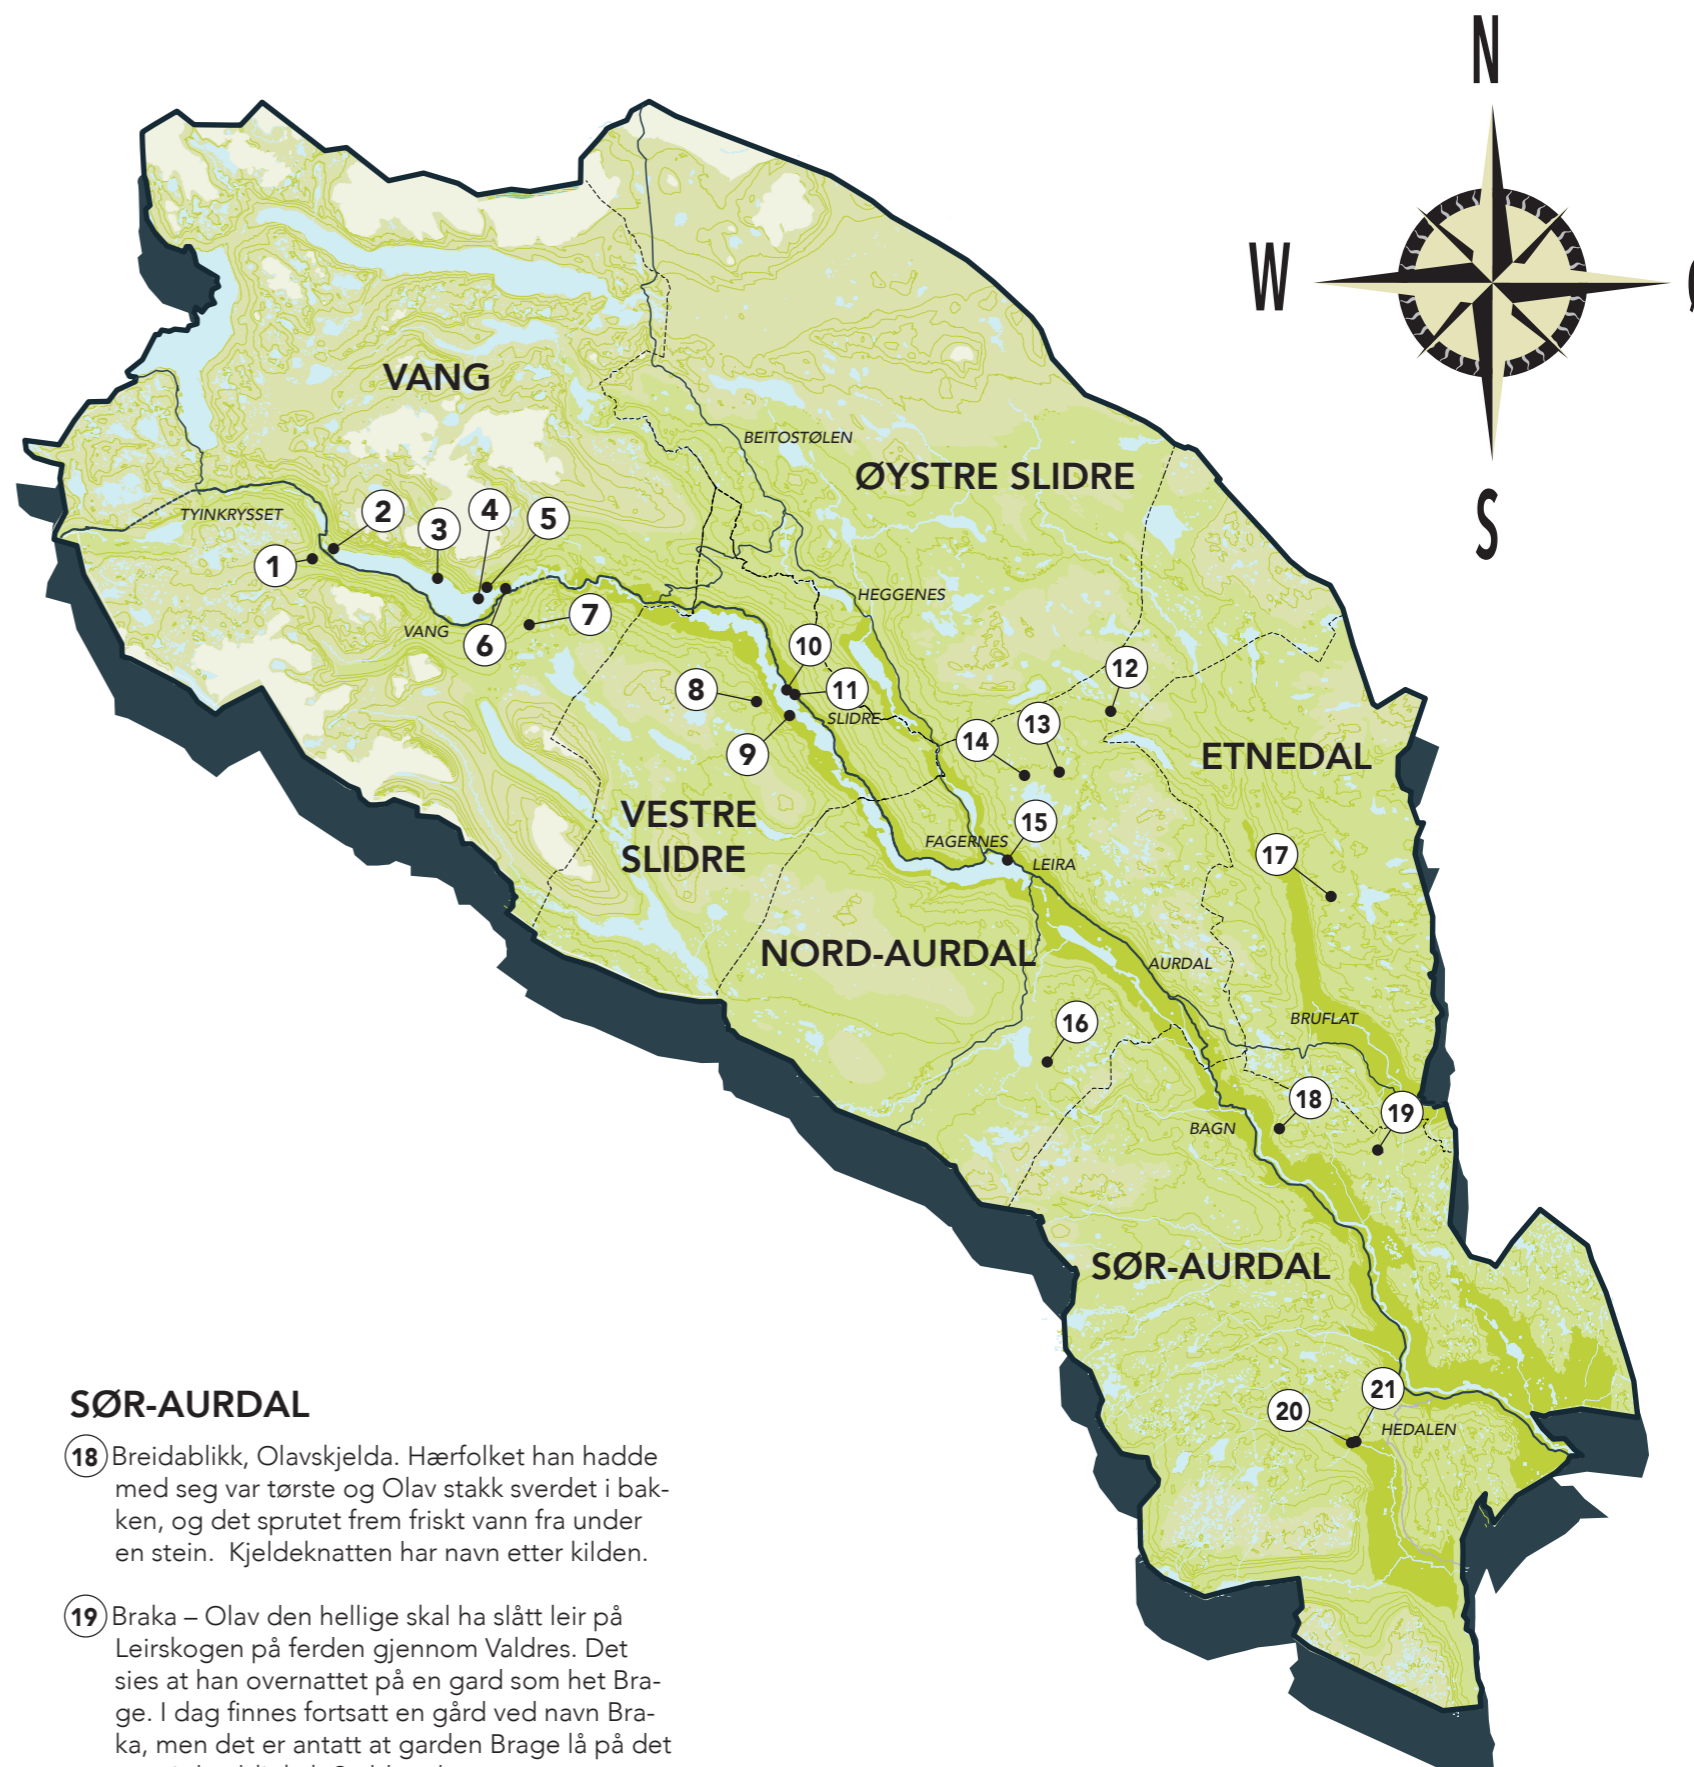 N
W
S
VANG
BEITOSTØLEN
ØYSTRE SLIDRE
TYINKRYSSET
2
4
5
3
1
HEGGENES
VANG
7
6
10
12
8
11
SLIDRE
13
14
9
ETNEDAL
VESTRE
SLIDRE
15
FAGERNES
LEIRA
17
NORD-AURDAL
AURDAL
16
BRUFLAT
18
19
BAGN
SØR-AURDAL
21
20
HEDALEN
SØR-AURDAL
18 Breidablikk, Olavskjelda. Hærfolket han hadde
med seg var tørste og Olav stakk sverdet i bak-
ken, og det sprutet frem friskt vann fra under
en stein. Kjeldeknatten har navn etter kilden.
19 Braka – Olav den hellige skal ha slått leir på
Leirskogen på ferden gjennom Valdres. Det
sies at han overnattet på en gard som het Bra-
ge. I dag finnes fortsatt en gård ved navn Bra-
ka, men det er antatt at garden Brage lå på det